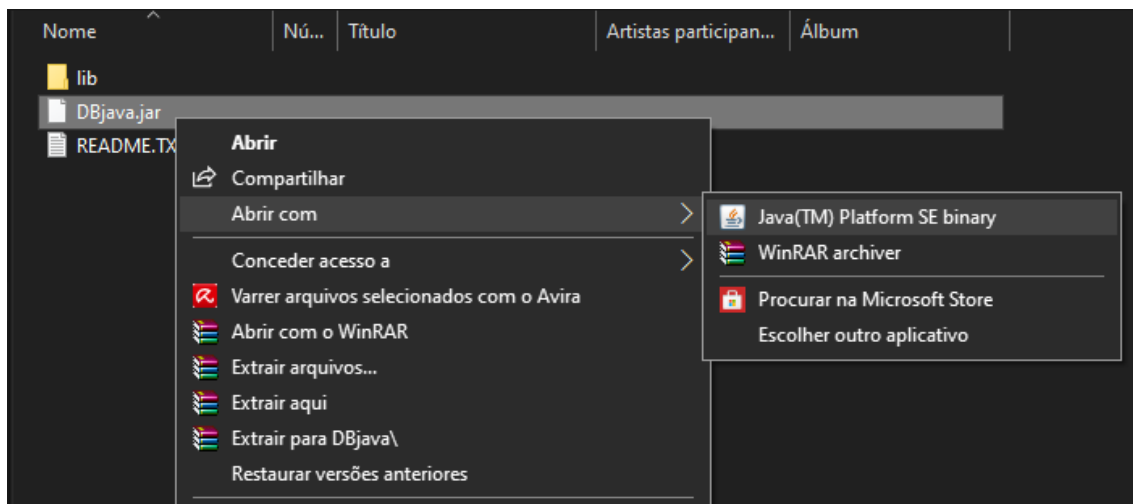 Nome Nú... Título Artistas participan... Álbum
lib
DBjava.jar
README.TX
Abrir
Compartilhar
Abrir com
Conceder acesso a
Varrer arquivos selecionados com o Avira
Abrir com o WinRAR
Extrair arquivos...
Extrair aqui
Extrair para DBjava\
Restaurar versões anteriores
Java(TM) Platform SE binary
WinRAR archiver
Procurar na Microsoft Store
Escolher outro aplicativo